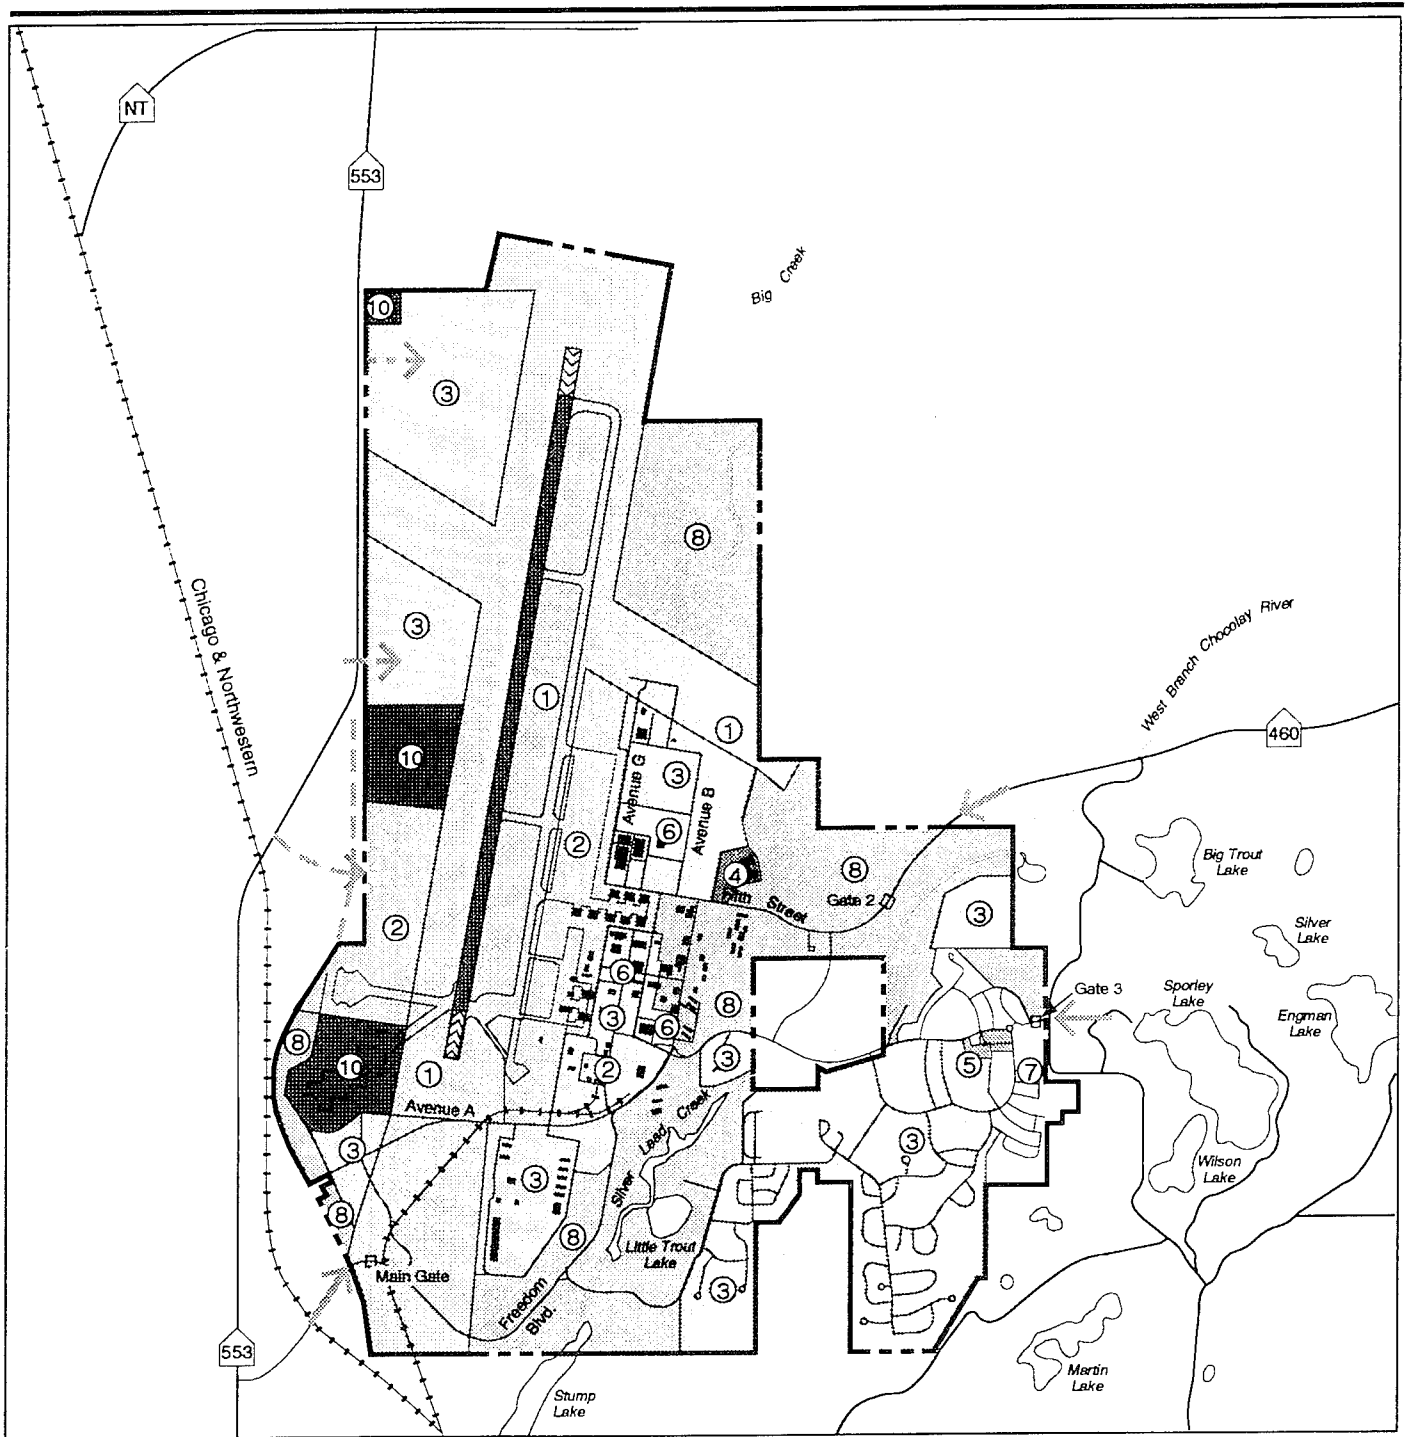 NT
553
Big Creek
10
3
8
3
Chicago & Northwestern
West Branch Chocolay River
1
1
460
10
Avenue G
3
Avenue B
6
2
4
8
Big Trout
Lake
Fifth Street
Gate 2
3
2
Silver
Lake
6
8
Gate 3
Sporley
Lake
Engman
Lake
3
6
8
10
1
3
2
5
7
Avenue A
Silver Lead Creek
3
3
3
Wilson
Lake
8
8
Little Trout
Lake
Main Gate
3
Freedom
Blvd.
553
Stump
Lake
Martin
Lake